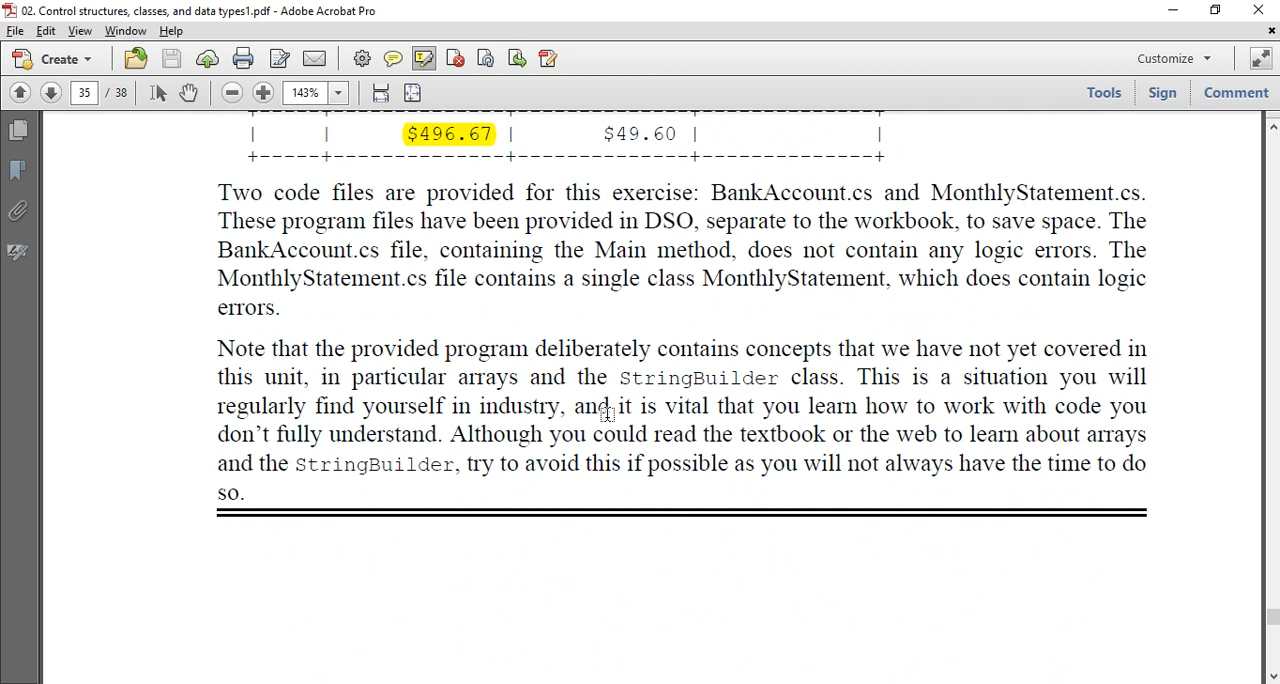 02. Control structures, classes, and data types1.pdf - Adobe Acrobat Pro
File Edit View Window Help
Create Customize
35 / 38 143% Tools Sign Comment
| | $496.67 | $49.60 | |
+-----+---------------+---------------+---------------+
Two code files are provided for this exercise: BankAccount.cs and MonthlyStatement.cs.
These program files have been provided in DSO, separate to the workbook, to save space. The
BankAccount.cs file, containing the Main method, does not contain any logic errors. The
MonthlyStatement.cs file contains a single class MonthlyStatement, which does contain logic
errors.
Note that the provided program deliberately contains concepts that we have not yet covered in
this unit, in particular arrays and the StringBuilder class. This is a situation you will
regularly find yourself in industry, and it is vital that you learn how to work with code you
don't fully understand. Although you could read the textbook or the web to learn about arrays
and the StringBuilder, try to avoid this if possible as you will not always have the time to do
so.